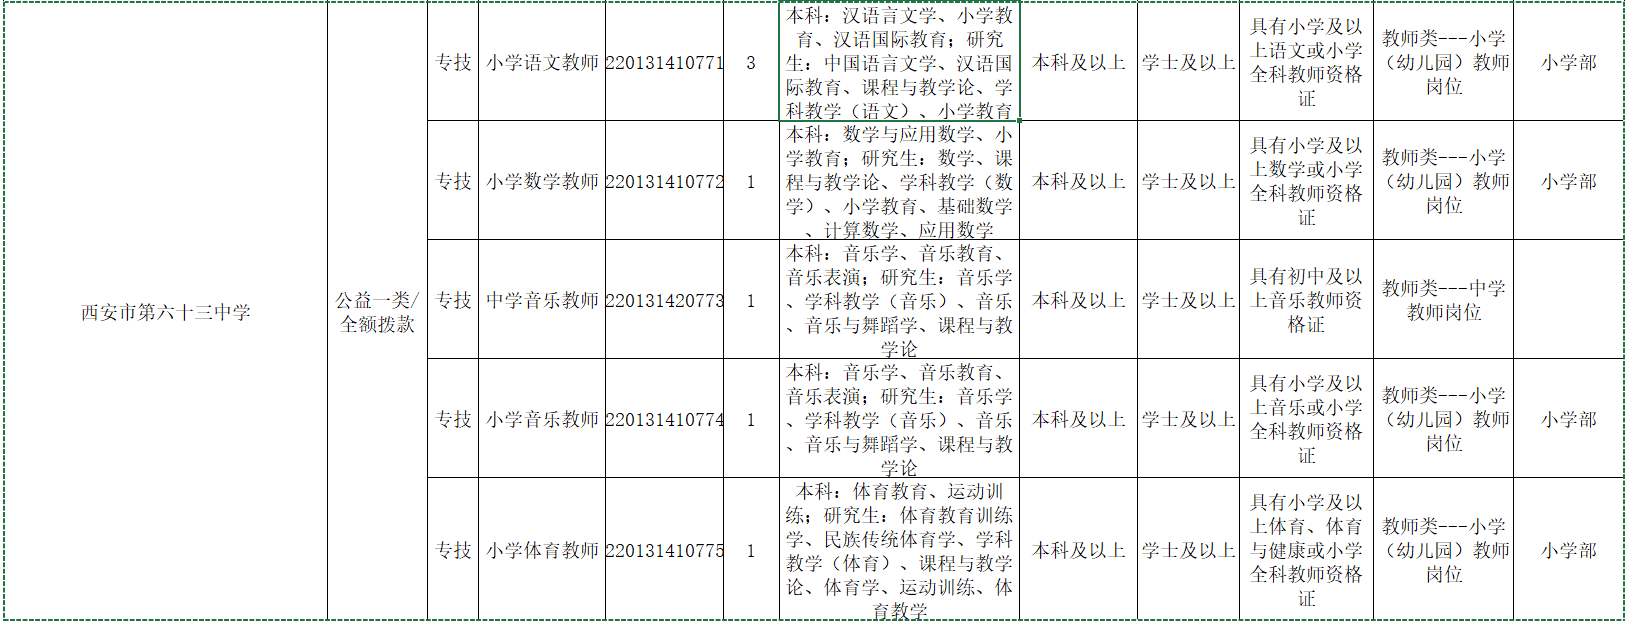 西安市第六十三中学
公益一类/
全额拨款
专技
小学语文教师
220131410771
3
本科：汉语言文学、小学教
育、汉语国际教育；研究
生：中国语言文学、汉语国
际教育、课程与教学论、学
科教学（语文）、小学教育
本科及以上
学士及以上
具有小学及以
上语文或小学
全科教师资格
证
教师类---小学
（幼儿园）教师
岗位
小学部
专技
小学数学教师
220131410772
1
本科：数学与应用数学、小
学教育；研究生：数学、课
程与教学论、学科教学（数
学）、小学教育、基础数学
、计算数学、应用数学
本科及以上
学士及以上
具有小学及以
上数学或小学
全科教师资格
证
教师类---小学
（幼儿园）教师
岗位
小学部
专技
中学音乐教师
220131420773
1
本科：音乐学、音乐教育、
音乐表演；研究生：音乐学
、学科教学（音乐）、音乐
、音乐与舞蹈学、课程与教
学论
本科及以上
学士及以上
具有初中及以
上音乐教师资
格证
教师类---中学
教师岗位
专技
小学音乐教师
220131410774
1
本科：音乐学、音乐教育、
音乐表演；研究生：音乐学
、学科教学（音乐）、音乐
、音乐与舞蹈学、课程与教
学论
本科及以上
学士及以上
具有小学及以
上音乐或小学
全科教师资格
证
教师类---小学
（幼儿园）教师
岗位
小学部
专技
小学体育教师
220131410775
1
本科：体育教育、运动训
练；研究生：体育教育训练
学、民族传统体育学、学科
教学（体育）、课程与教学
论、体育学、运动训练、体
育教学
本科及以上
学士及以上
具有小学及以
上体育、体育
与健康或小学
全科教师资格
证
教师类---小学
（幼儿园）教师
岗位
小学部